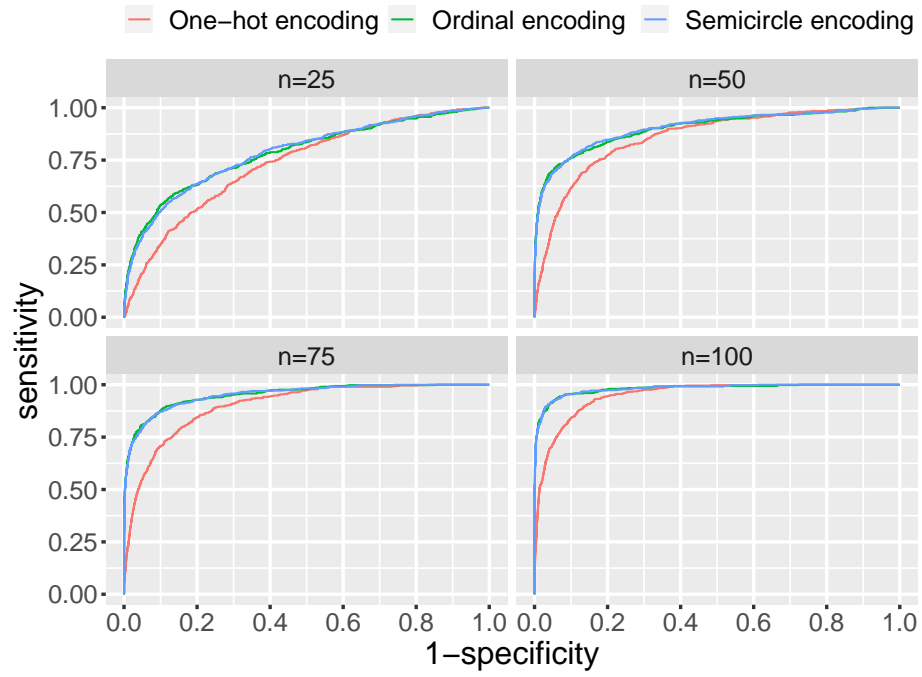 One−hot encoding Ordinal encoding Semicircle encoding
n=25 n=50
1.00
0.75
0.50
0.25
0.00
n=75 n=100
1.00
0.75
0.50
0.25
0.00
0.0 0.2 0.4 0.6 0.8 1.0 0.0 0.2 0.4 0.6 0.8 1.0
1−specificity
sensitivity